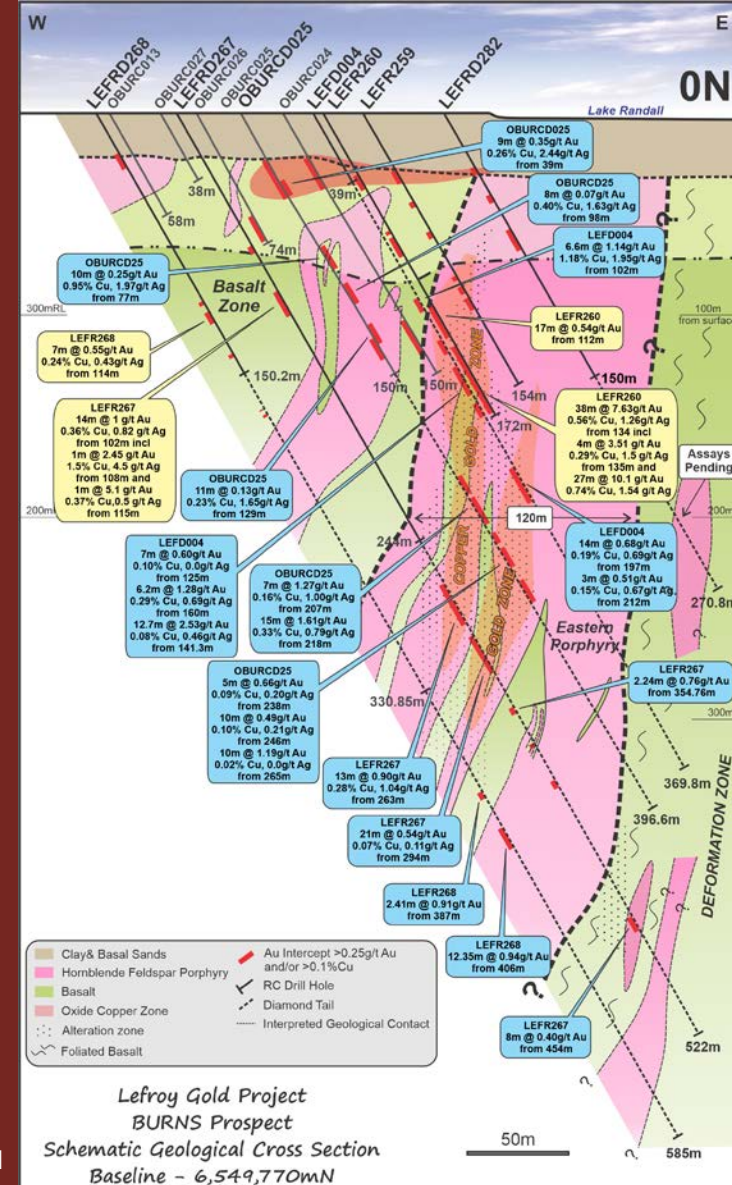 W
E
LEFRD268
OBURC013
OBURC027
LEFRD267
OBURC026
OBURC025
OBURCD025
OBURC024
LEFD004
LEFR260
LEFR259
LEFRD282
0N
Lake Randall
OBURCD025
9m @ 0.35g/t Au
0.26% Cu, 2.44g/t Ag
from 39m
38m
58m
39m
74m
OBURCD25
8m @ 0.07g/t Au
0.40% Cu, 1.63g/t Ag
from 98m
LEFD004
6.6m @ 1.14g/t Au
1.18% Cu, 1.95g/t Ag
from 102m
OBURCD25
10m @ 0.25g/t Au
0.95% Cu, 1.97g/t Ag
from 77m
Basalt
Zone
300mRL
100m
from surface
LEFR260
17m @ 0.54g/t Au
from 112m
LEFR268
7m @ 0.55g/t Au
0.24% Cu, 0.43g/t Ag
from 114m
150.2m
150m
150m
154m
150m
172m
LEFR267
14m @ 1 g/t Au
0.36% Cu, 0.82 g/t Ag
from 102m incl
1m @ 2.45 g/t Au
1.5% Cu, 4.5 g/t Ag
from 108m and
1m @ 5.1 g/t Au
0.37% Cu,0.5 g/t Ag
from 115m
LEFR260
38m @ 7.63g/t Au
0.56% Cu, 1.26g/t Ag
from 134 incl
4m @ 3.51 g/t Au
0.29% Cu, 1.5 g/t Ag
from 135m and
27m @ 10.1 g/t Au
0.74% Cu, 1.54 g/t Ag
Assays
Pending
OBURCD25
11m @ 0.13g/t Au
0.23% Cu, 1.65g/t Ag
from 129m
COPPER GOLD ZONE
GOLD ZONE
200m
120m
200m
244m
LEFD004
7m @ 0.60g/t Au
0.10% Cu, 0.0g/t Ag
from 125m
6.2m @ 1.28g/t Au
0.29% Cu, 0.69g/t Ag
from 160m
12.7m @ 2.53g/t Au
0.08% Cu, 0.46g/t Ag
from 141.3m
OBURCD25
7m @ 1.27g/t Au
0.16% Cu, 1.00g/t Ag
from 207m
15m @ 1.61g/t Au
0.33% Cu, 0.79g/t Ag
from 218m
LEFD004
14m @ 0.68g/t Au
0.19% Cu, 0.69g/t Ag
from 197m
3m @ 0.51g/t Au
0.15% Cu, 0.67g/t Ag
from 212m
270.8m
Eastern
Porphyry
OBURCD25
5m @ 0.66g/t Au
0.09% Cu, 0.20g/t Ag
from 238m
10m @ 0.49g/t Au
0.10% Cu, 0.21g/t Ag
from 246m
10m @ 1.19g/t Au
0.02% Cu, 0.0g/t Ag
from 265m
LEFR267
2.24m @ 0.76g/t Au
from 354.76m
330.85m
300m
LEFR267
13m @ 0.90g/t Au
0.28% Cu, 1.04g/t Ag
from 263m
369.8m
396.6m
DEFORMATION ZONE
LEFR267
21m @ 0.54g/t Au
0.07% Cu, 0.11g/t Ag
from 294m
LEFR268
2.41m @ 0.91g/t Au
from 387m
LEFR268
12.35m @ 0.94g/t Au
from 406m
LEFR267
8m @ 0.40g/t Au
from 454m
522m
585m
Clay& Basal Sands
Hornblende Feldspar Porphyry
Basalt
Oxide Copper Zone
Alteration zone
Foliated Basalt
Au Intercept >0.25g/t Au
and/or >0.1%Cu
RC Drill Hole
Diamond Tail
Interpreted Geological Contact
Lefroy Gold Project
BURNS Prospect
Schematic Geological Cross Section
Baseline - 6,549,770mN
50m